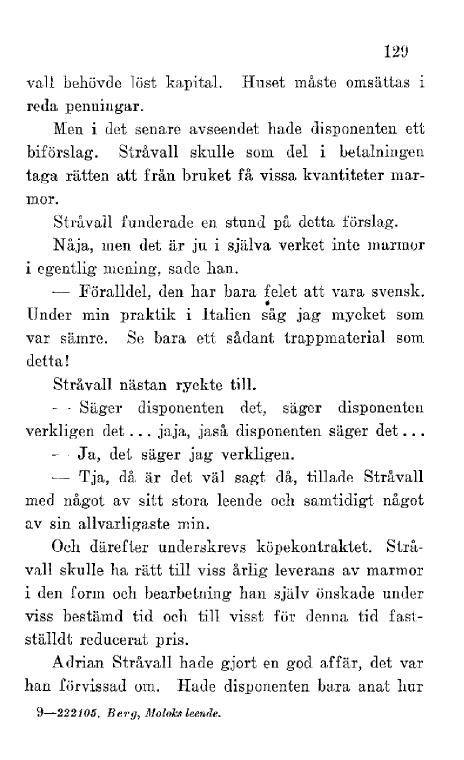 129
vall behövde löst kapital. Huset måste omsättas i
reda penningar.
Men i det senare avseendet hade disponenten ett
biförslag. Stråvall skulle som del i betalningen
taga rätten att från bruket få vissa kvantiteter mar-
mor.
Stråvall funderade en stund på detta förslag.
Nåja, men det är ju i själva verket inte marmor
i egentlig mening, sade han.
— Föralldel, den har bara felet att vara svensk.
Under min praktik i Italien såg jag mycket som
var sämre. Se bara ett sådant trappmaterial som
detta!
Stråvall nästan ryckte till.
— Säger disponenten det, säger disponenten
verkligen det... jaja, jaså disponenten säger det...
— Ja, det säger jag verkligen.
— Tja, då är det väl sagt då, tillade Stråvall
med något av sitt stora leende och samtidigt något
av sin allvarligaste min.
Och därefter underskrevs köpekontraktet. Strå-
vall skulle ha rätt till viss årlig leverans av marmor
i den form och bearbetning han själv önskade under
viss bestämd tid och till visst för denna tid fast-
ställdt reducerat pris.
Adrian Stråvall hade gjort en god affär, det var
han förvissad om. Hade disponenten bara anat hur
9—222105. Berg, Moloks leende.